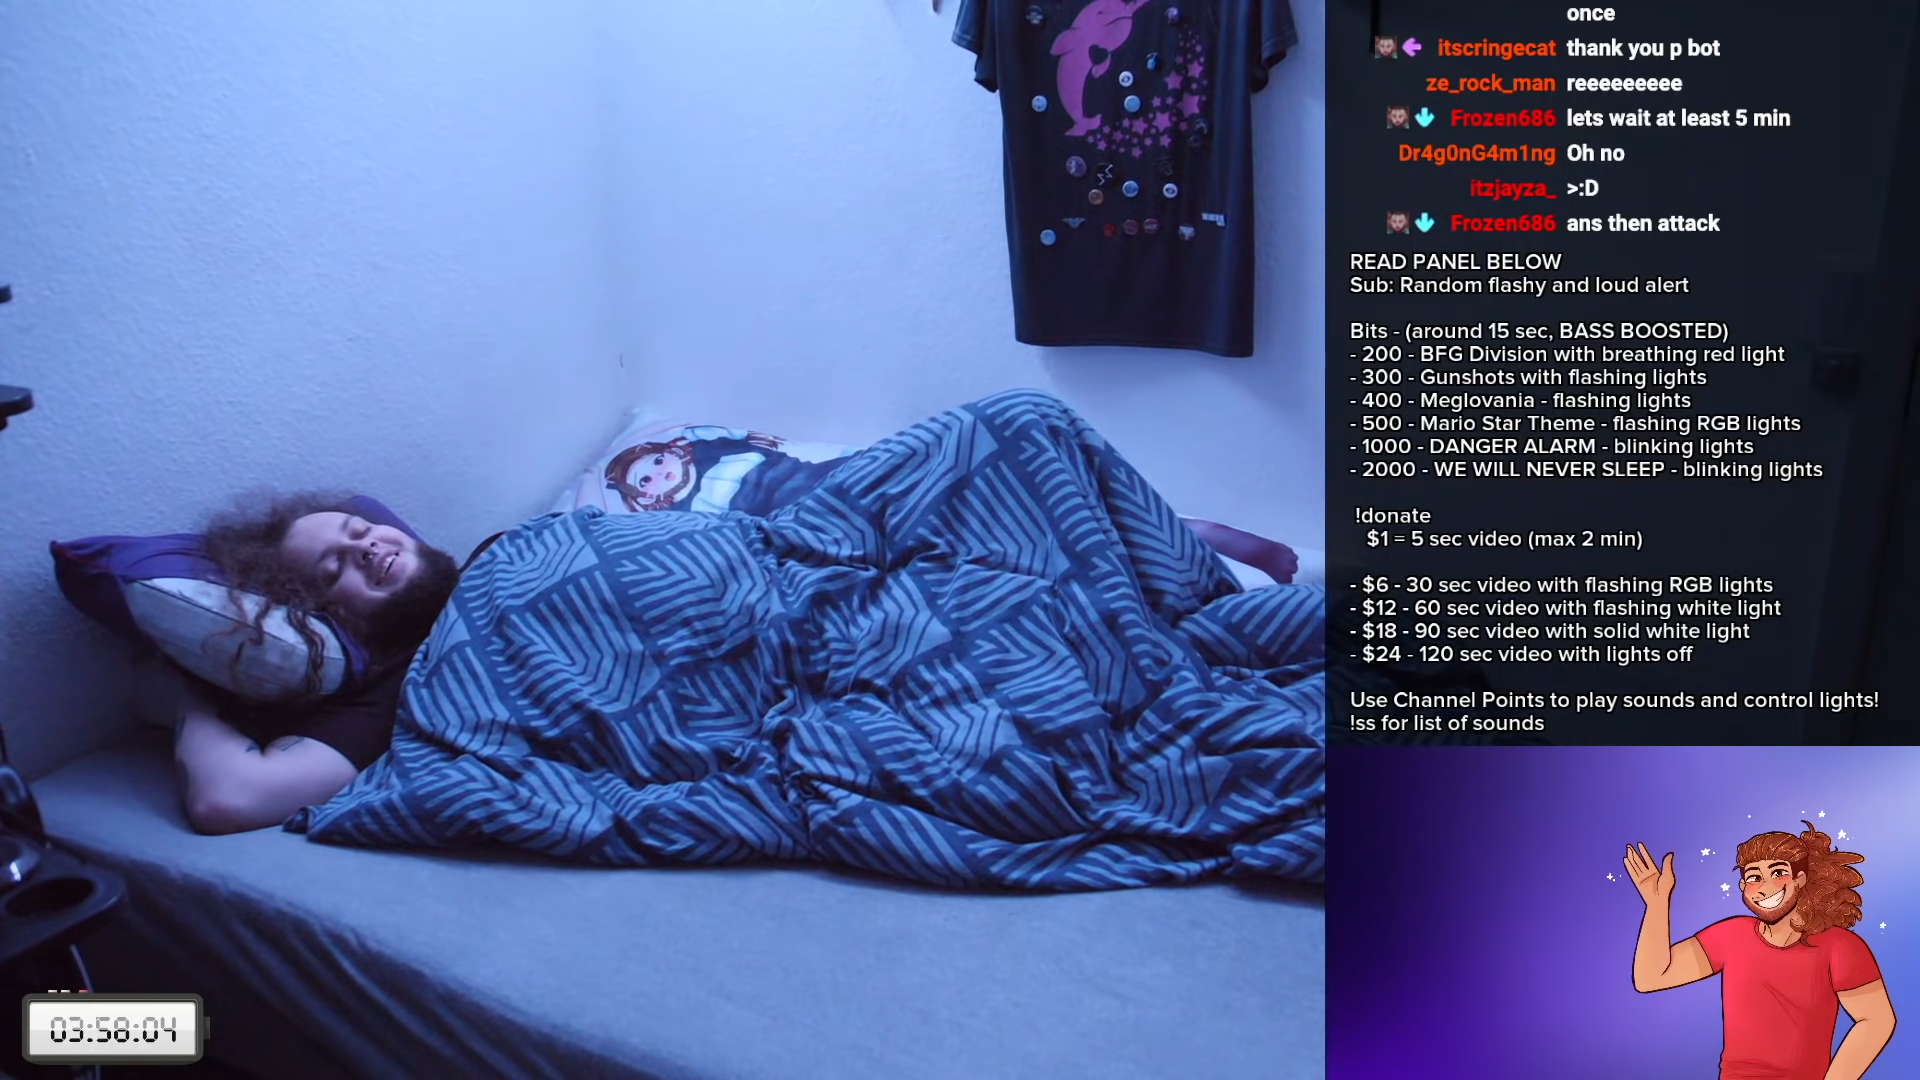 once
itscringecat thank you p bot
ze_rock_man reeeeeeeee
Frozen686 lets wait at least 5 min
Dr4g0nG4m1ng Oh no
itzjayza_ >:D
Frozen686 ans then attack
READ PANEL BELOW
Sub: Random flashy and loud alert
Bits - (around 15 sec, BASS BOOSTED)
- 200 - BFG Division with breathing red light
- 300 - Gunshots with flashing lights
- 400 - Meglovania - flashing lights
- 500 - Mario Star Theme - flashing RGB lights
- 1000 - DANGER ALARM - blinking lights
- 2000 - WE WILL NEVER SLEEP - blinking lights
!donate
$1 = 5 sec video (max 2 min)
- $6 - 30 sec video with flashing RGB lights
- $12 - 60 sec video with flashing white light
- $18 - 90 sec video with solid white light
- $24 - 120 sec video with lights off
Use Channel Points to play sounds and control lights!
!ss for list of sounds
03:58:04